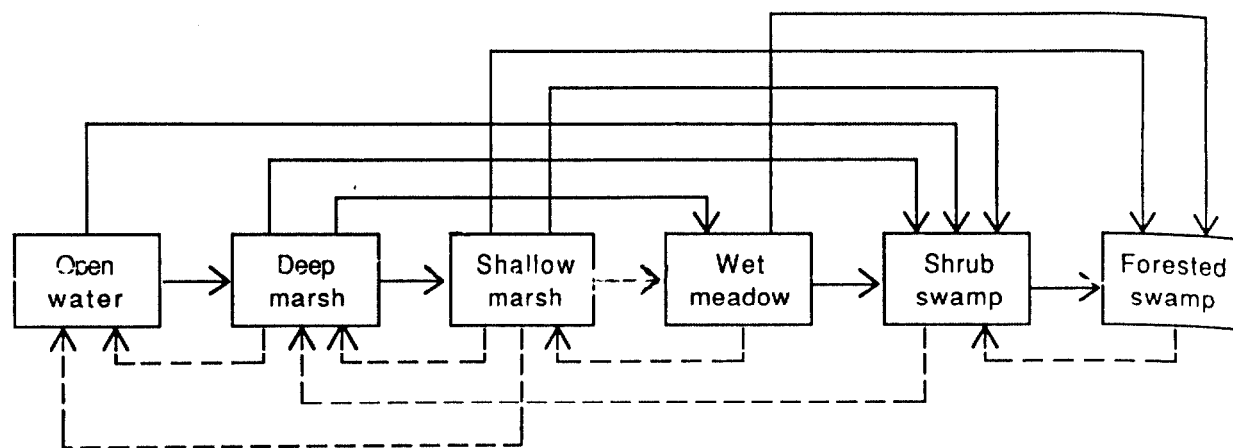 Open
water
Deep
marsh
Shallow
marsh
Wet
meadow
Shrub
swamp
Forested
swamp